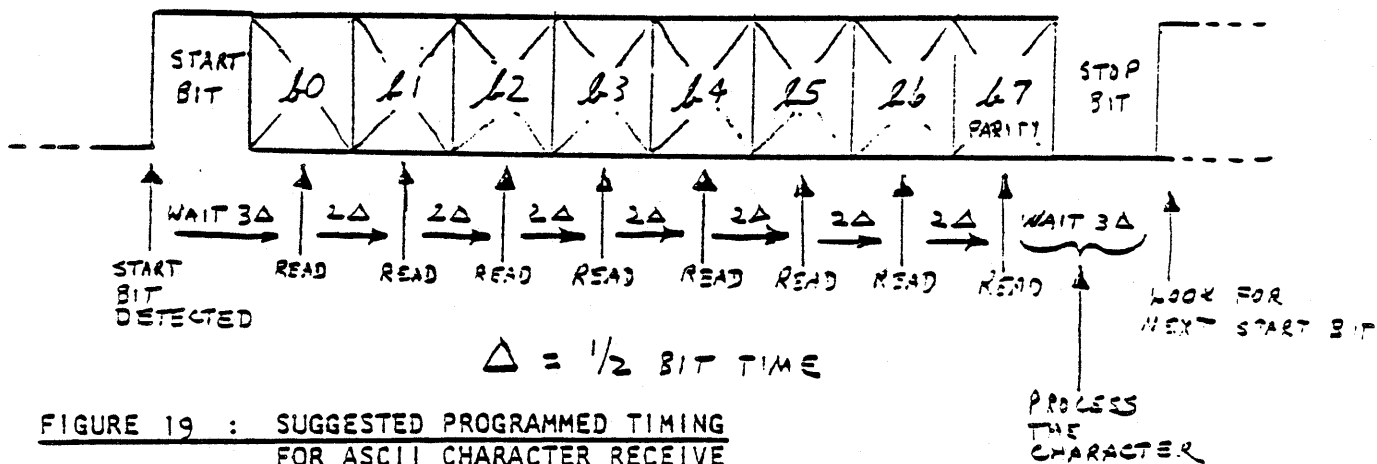 START
BIT
b0 b1 b2 b3 b4 b5 b6 b7
PARITY
STOP
BIT
WAIT 3Δ 2Δ 2Δ 2Δ 2Δ 2Δ 2Δ 2Δ WAIT 3Δ
START
BIT
DETECTED
READ READ READ READ READ READ READ READ
LOOK FOR
NEXT START BIT
Δ = 1/2 BIT TIME
PROCESS
THE
CHARACTER
FIGURE 19 : SUGGESTED PROGRAMMED TIMING
FOR ASCII CHARACTER RECEIVE